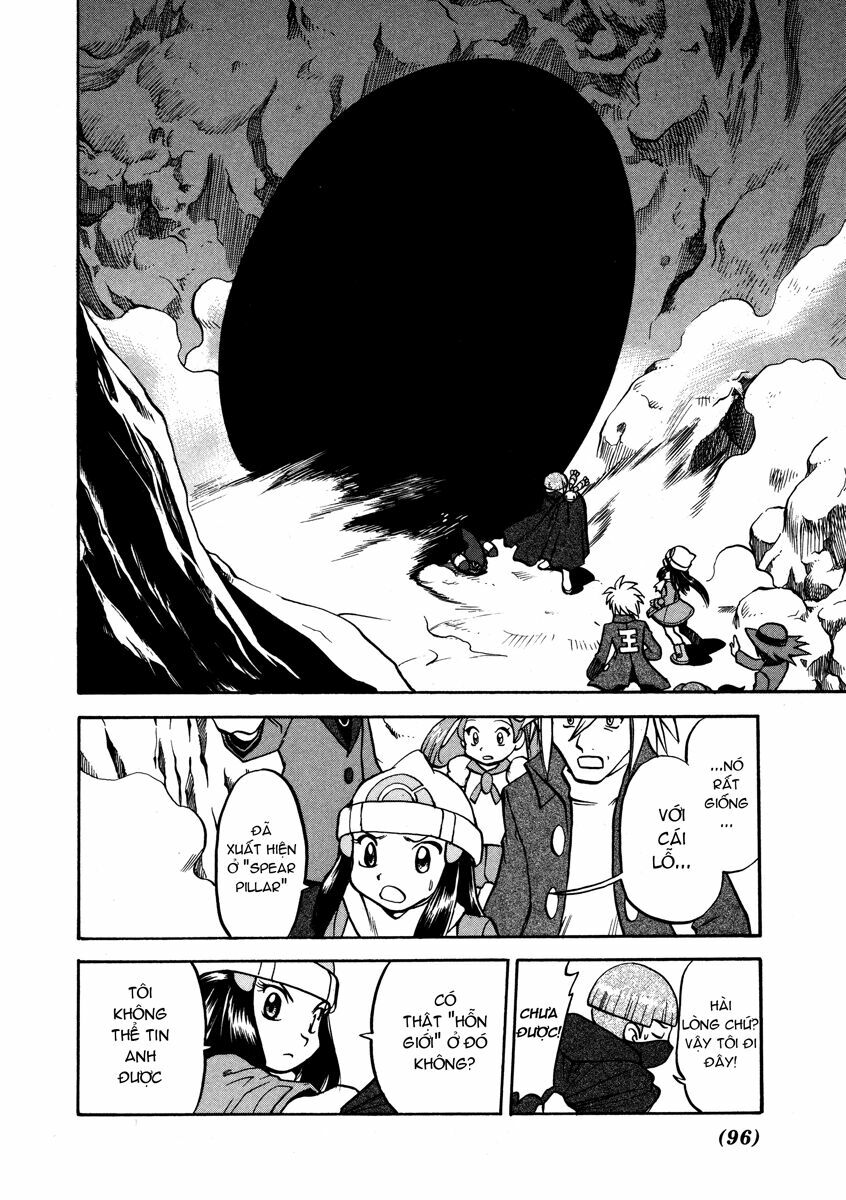 ...NÓ
RẤT
GIỐNG
...
VỚI
CÁI
LỖ...
ĐÃ
XUẤT HIỆN
Ở "SPEAR
PILLAR"
HÀI
LÒNG CHỨ?
VẬY TÔI ĐI
ĐÂY!
CHƯA
ĐƯỢC!
CÓ
THẬT "HỖN
GIỚI" Ở ĐÓ
KHÔNG?
TÔI
KHÔNG
THỂ TIN
ANH
ĐƯỢC
王
(96)